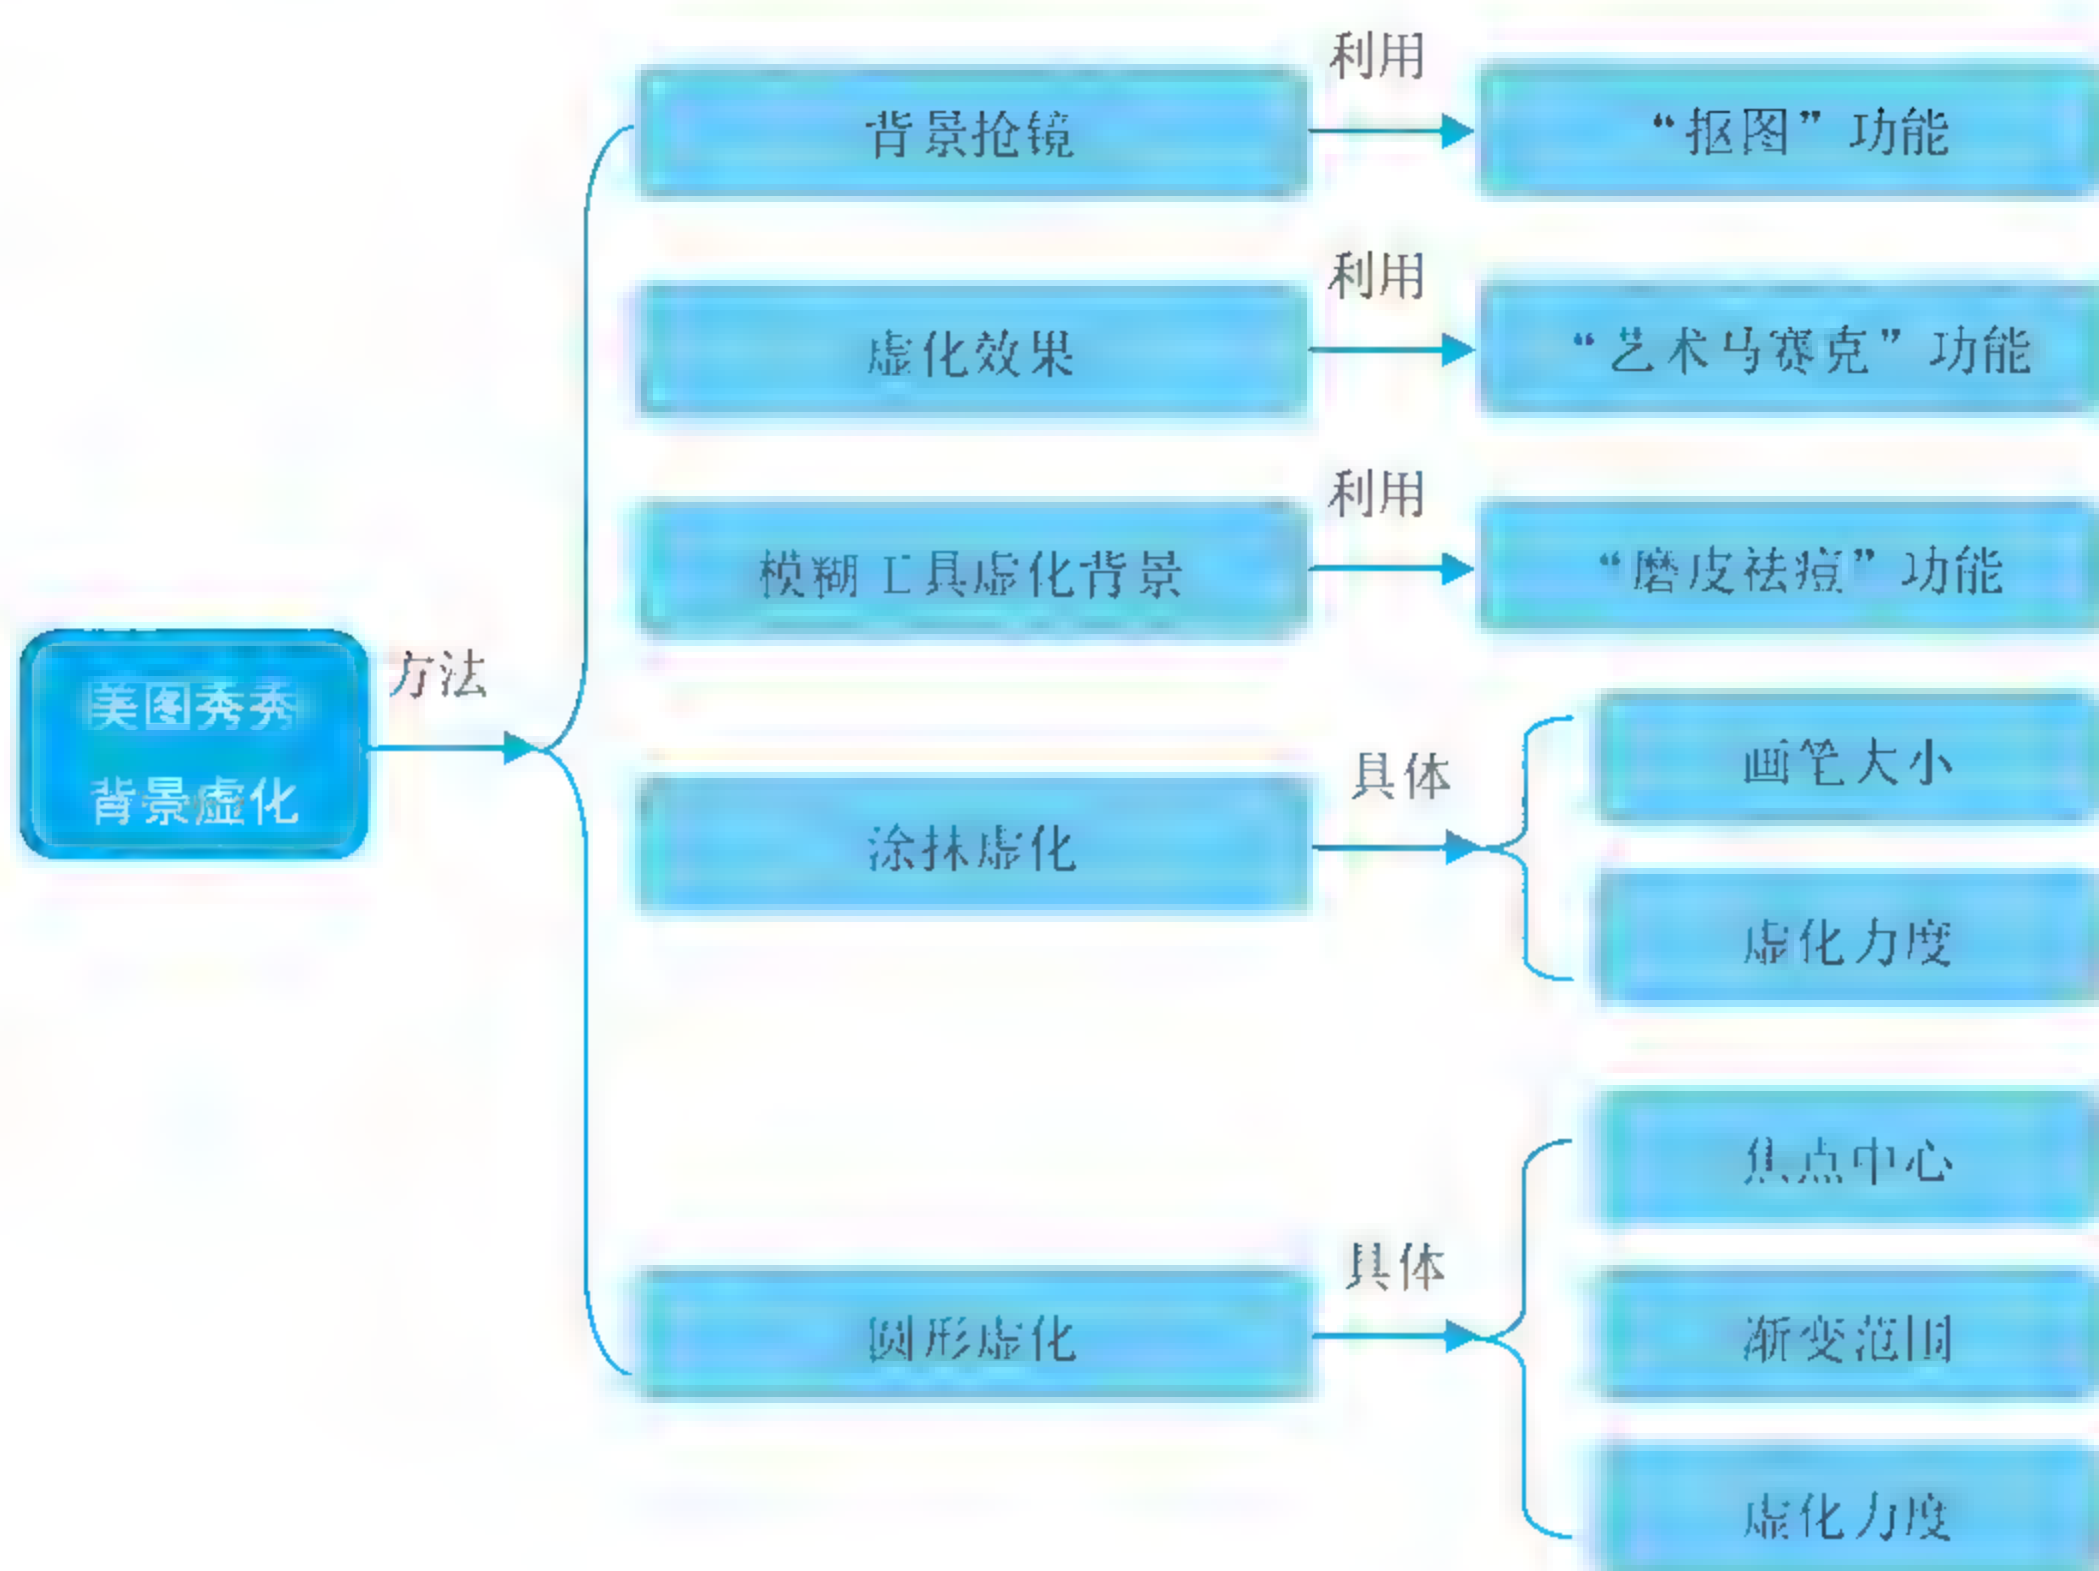 美图秀秀
背景虚化
方法
背景抢镜
利用
“抠图”功能
虚化效果
利用
“艺术马赛克”功能
模糊工具虚化背景
利用
“磨皮祛痘”功能
涂抹虚化
具体
画笔大小
虚化力度
圆形虚化
具体
焦点中心
渐变范围
虚化力度